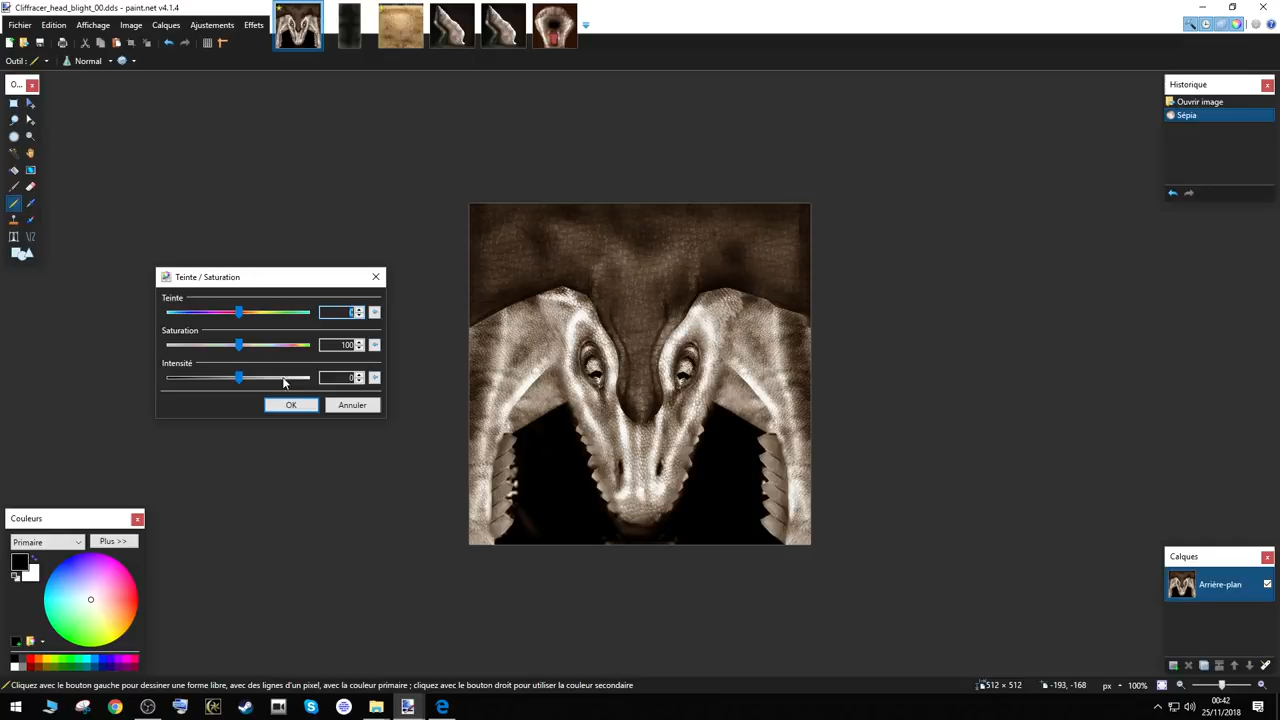 Cliffracer_head_blight_00.dds - paint.net v4.1.4
Fichier Edition Affichage Image Calques Ajustements Effets
Outil : Normal
O...
Historique
Ouvrir image
Sépia
Teinte / Saturation
Teinte
0
Saturation
100
Intensité
0
OK Annuler
Couleurs
Primaire Plus >>
Calques
Arrière-plan
Cliquez avec le bouton gauche pour dessiner une forme libre, avec des lignes d'un pixel, avec la couleur primaire ; cliquez avec le bouton droit pour utiliser la couleur secondaire
512 × 512 -193, -168 px 100%
00:42
25/11/2018